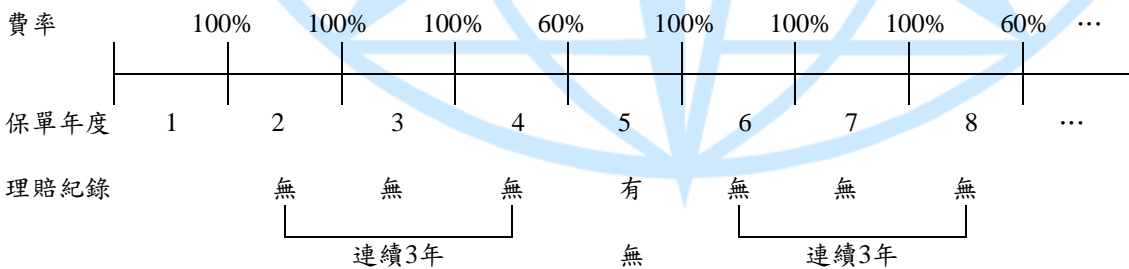 費率 100% 100% 100% 60% 100% 100% 100% 60% …
保單年度 1 2 3 4 5 6 7 8 …
理賠紀錄 無 無 無 有 無 無 無
連續3年 無 連續3年